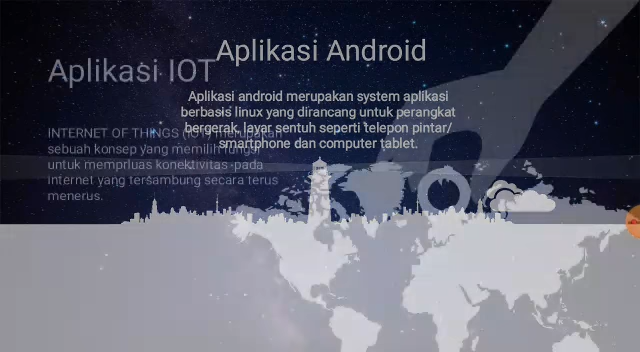 Aplikasi Android
Aplikasi android merupakan system aplikasi
berbasis linux yang dirancang untuk perangkat
bergerak layar sentuh seperti telepon pintar/
smartphone dan computer tablet.
Aplikasi IOT
INTERNET OF THINGS (IOT) merupakan
sebuah konsep yang memilih fungsi
untuk memprluas konektivitas pada
internet yang tersambung secara terus
menerus.